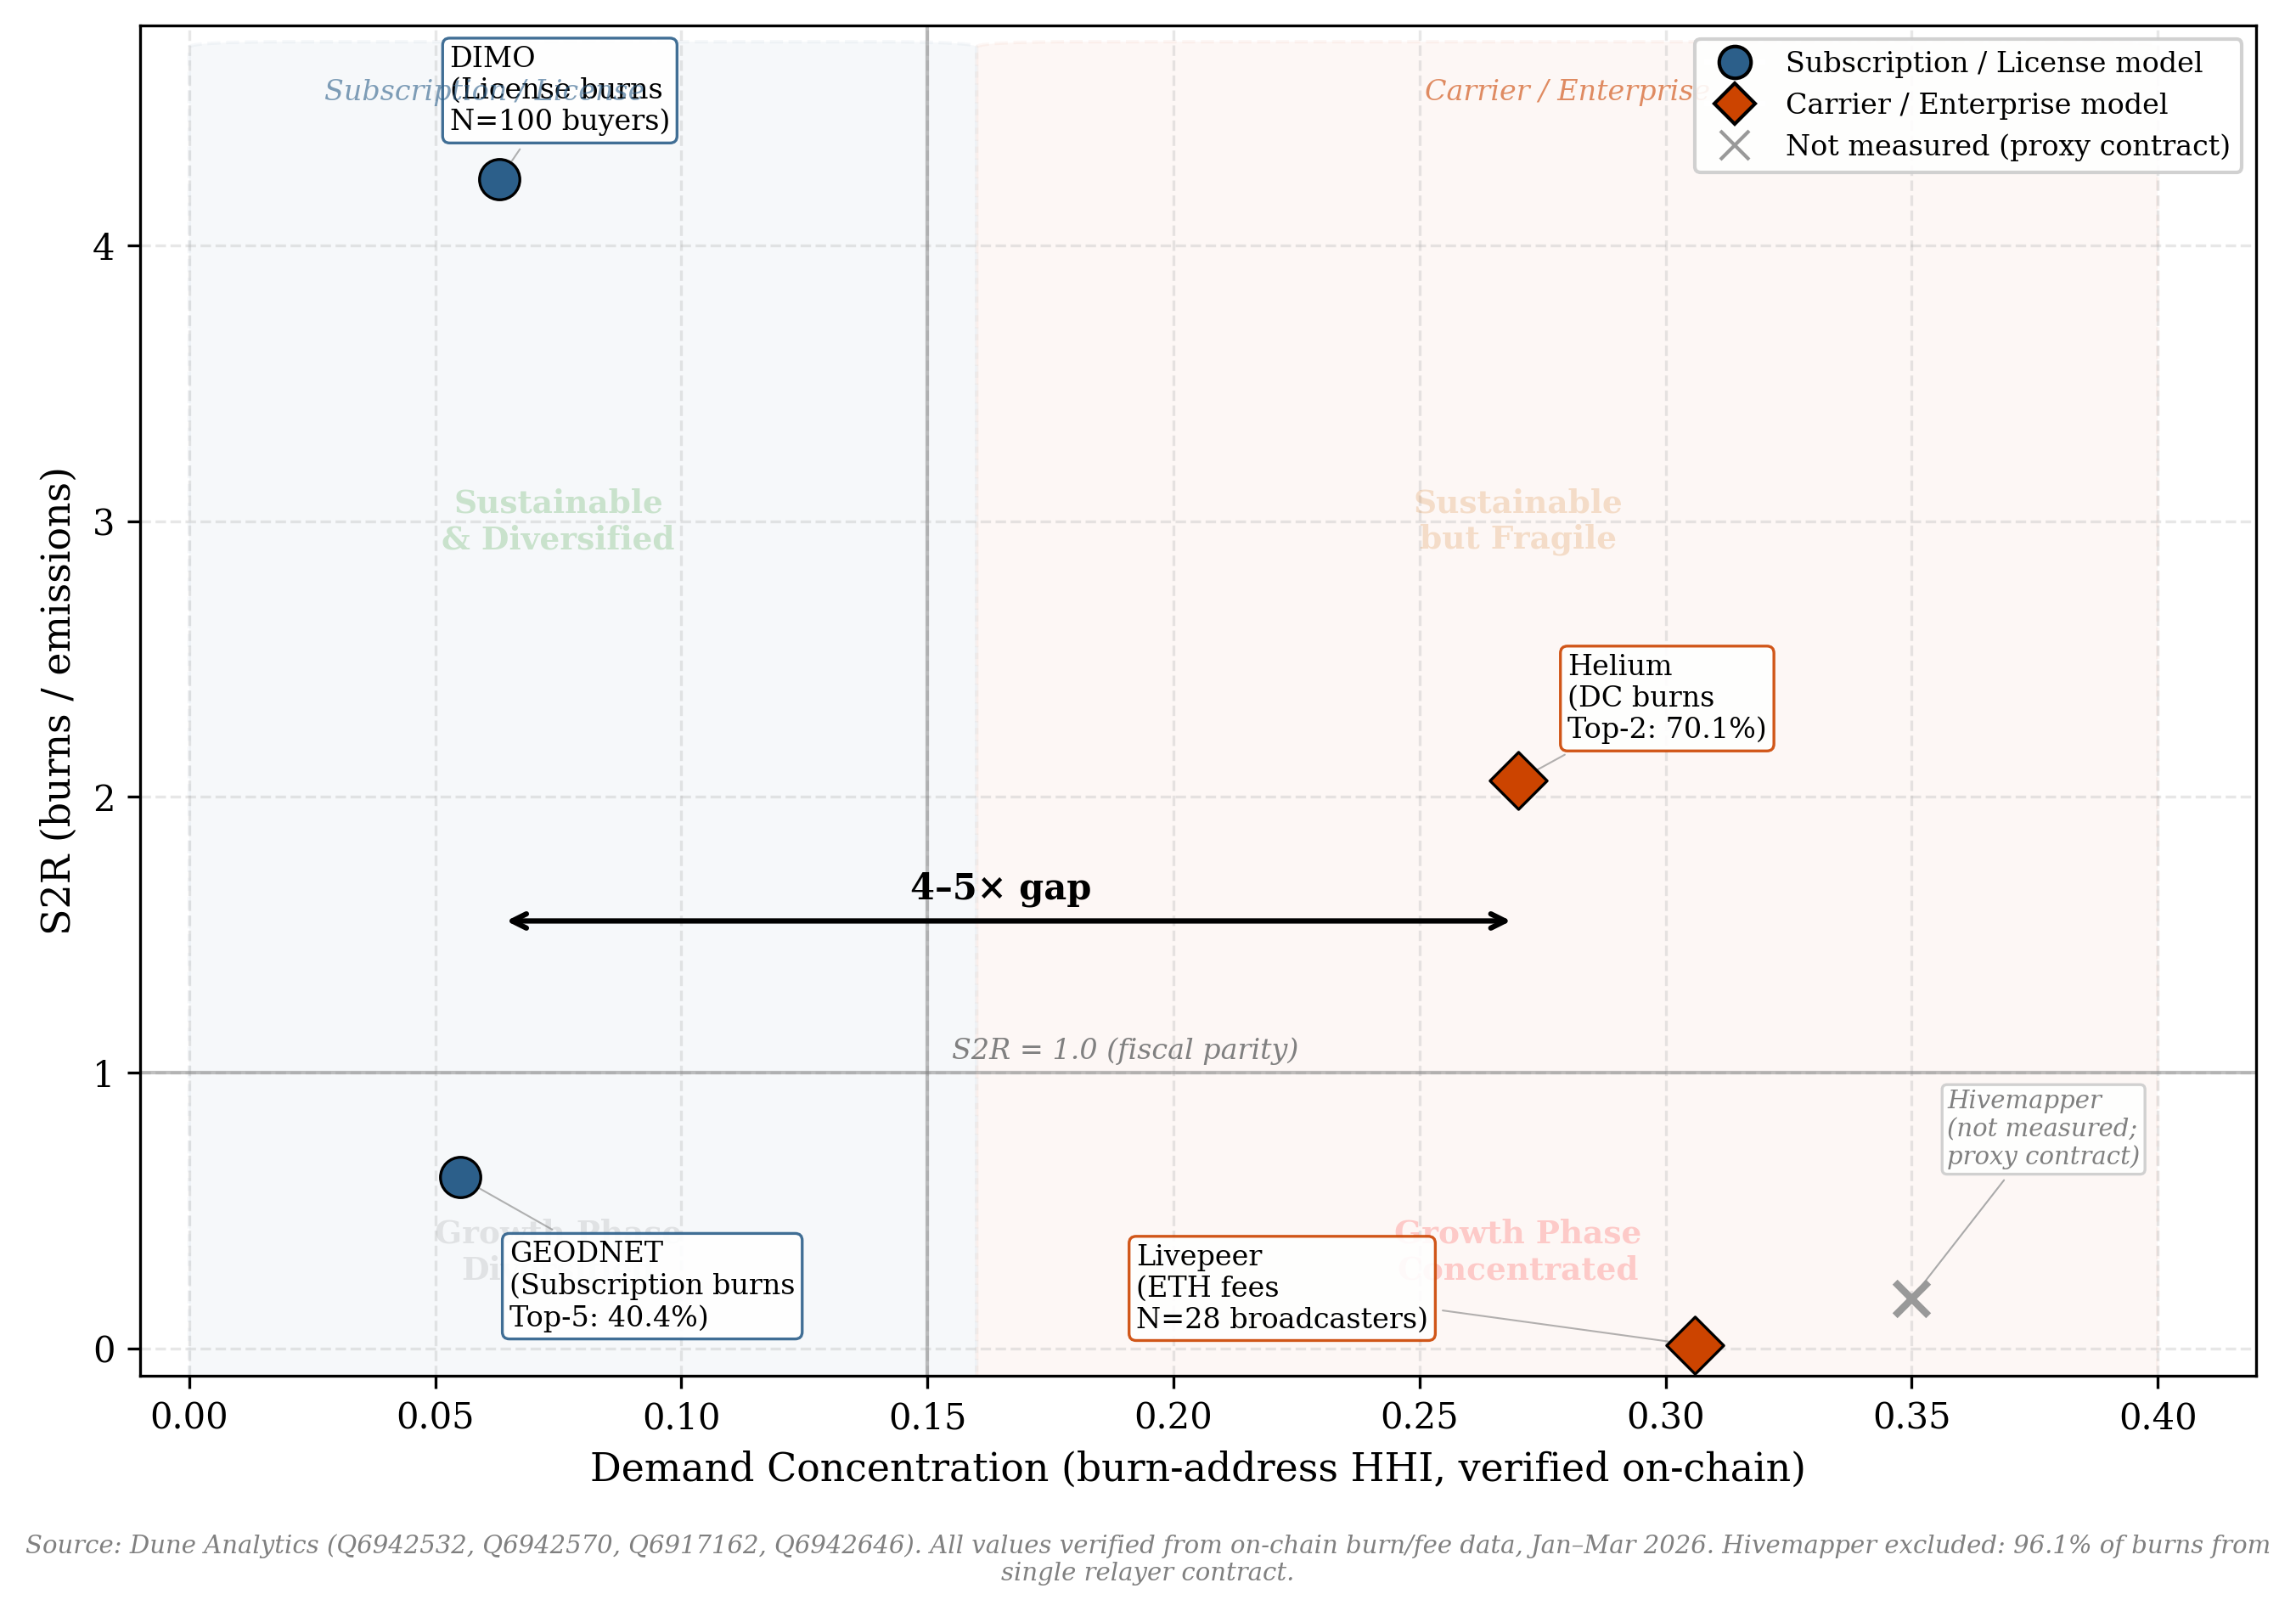 DIMO
(License burns
N=100 buyers)
Subscription / License
Carrier / Enterprise
Subscription / License model
Carrier / Enterprise model
Not measured (proxy contract)
Sustainable
& Diversified
Sustainable
but Fragile
Helium
(DC burns
Top-2: 70.1%)
4–5× gap
S2R = 1.0 (fiscal parity)
Hivemapper
(not measured;
proxy contract)
Growth Phase
Di
GEODNET
(Subscription burns
Top-5: 40.4%)
Growth Phase
Concentrated
Livepeer
(ETH fees
N=28 broadcasters)
S2R (burns / emissions)
4
3
2
1
0
0.00
0.05
0.10
0.15
0.20
0.25
0.30
0.35
0.40
Demand Concentration (burn-address HHI, verified on-chain)
Source: Dune Analytics (Q6942532, Q6942570, Q6917162, Q6942646). All values verified from on-chain burn/fee data, Jan–Mar 2026. Hivemapper excluded: 96.1% of burns from
single relayer contract.